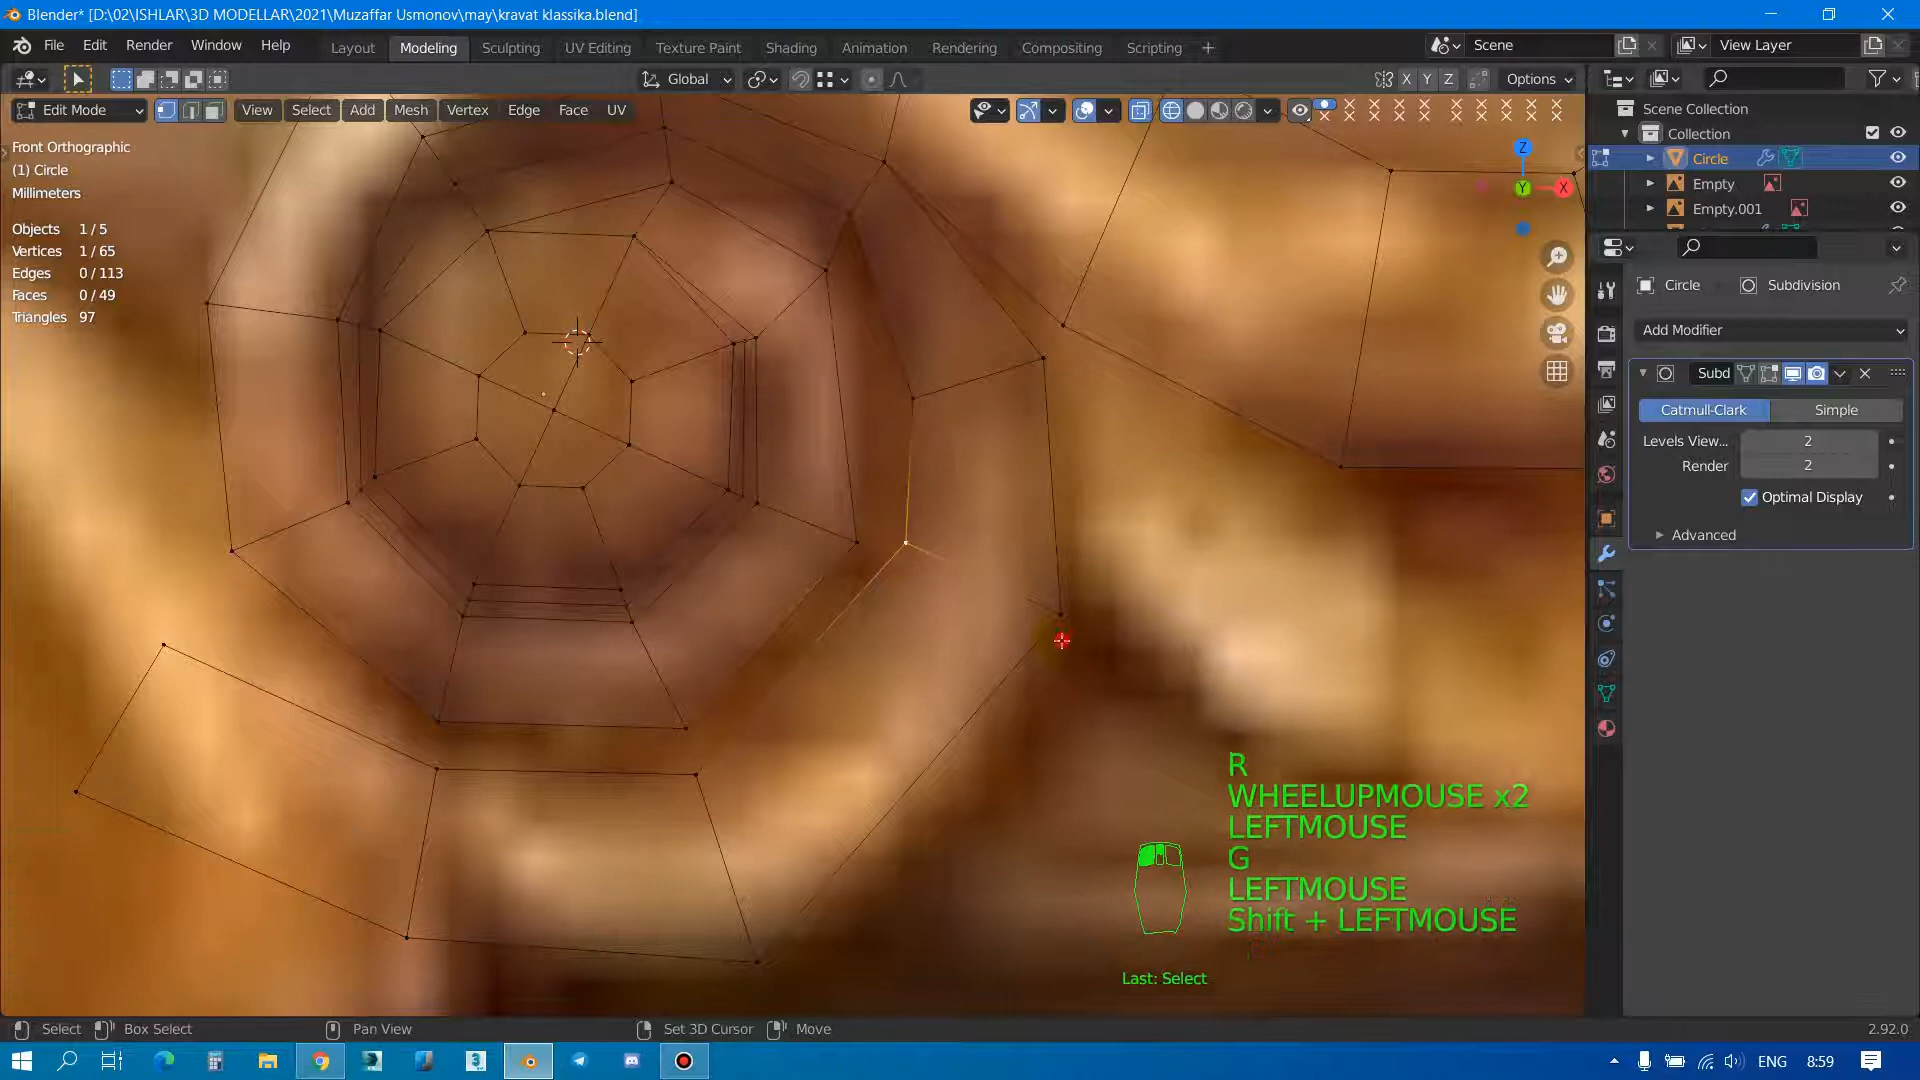 Blender* [D:\02\ISHLAR\3D MODELLAR\2021\Muzaffar Usmonov\may\kravat klassika.blend]
File Edit Render Window Help Layout Modeling Sculpting UV Editing Texture Paint Shading Animation Rendering Compositing Scripting + Scene View Layer
Global X Y Z Options
Edit Mode View Select Add Mesh Vertex Edge Face UV
Scene Collection
Collection
Circle
Empty
Empty.001
Front Orthographic
(1) Circle
Millimeters
Objects 1 / 5
Vertices 1 / 65
Edges 0 / 113
Faces 0 / 49
Triangles 97
Z
Y
X
Circle Subdivision
Add Modifier
Subd
Catmull-Clark Simple
Levels View... 2
Render 2
Optimal Display
Advanced
R
WHEELUPMOUSE x2
LEFTMOUSE
G
LEFTMOUSE
Shift + LEFTMOUSE
Last: Select
Select Box Select Pan View Set 3D Cursor Move 2.92.0
ENG 8:59